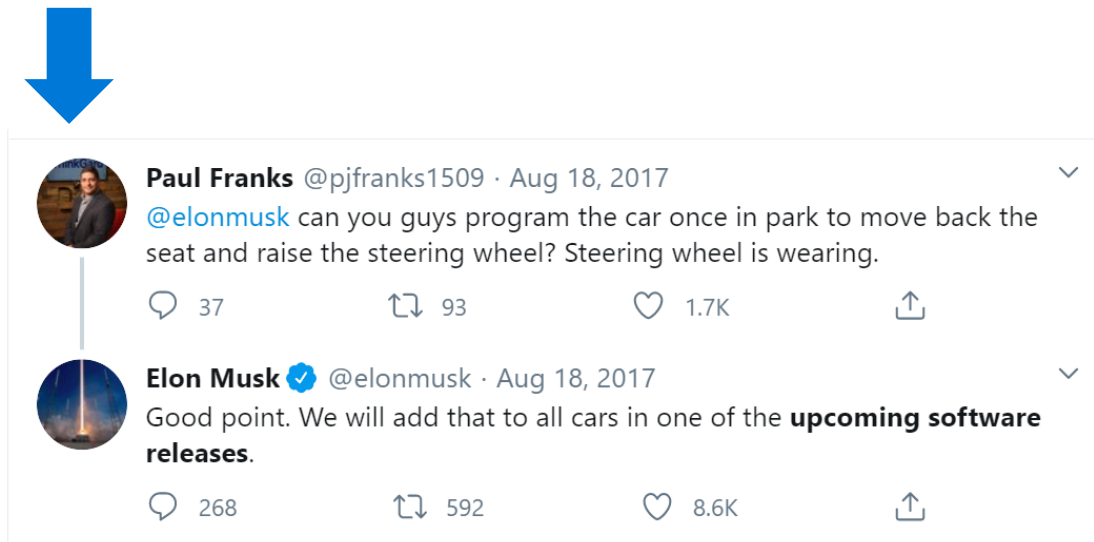 Paul Franks @pjfranks1509 · Aug 18, 2017
@elonmusk can you guys program the car once in park to move back the
seat and raise the steering wheel? Steering wheel is wearing.
37 93 1.7K
Elon Musk @elonmusk · Aug 18, 2017
Good point. We will add that to all cars in one of the upcoming software
releases.
268 592 8.6K